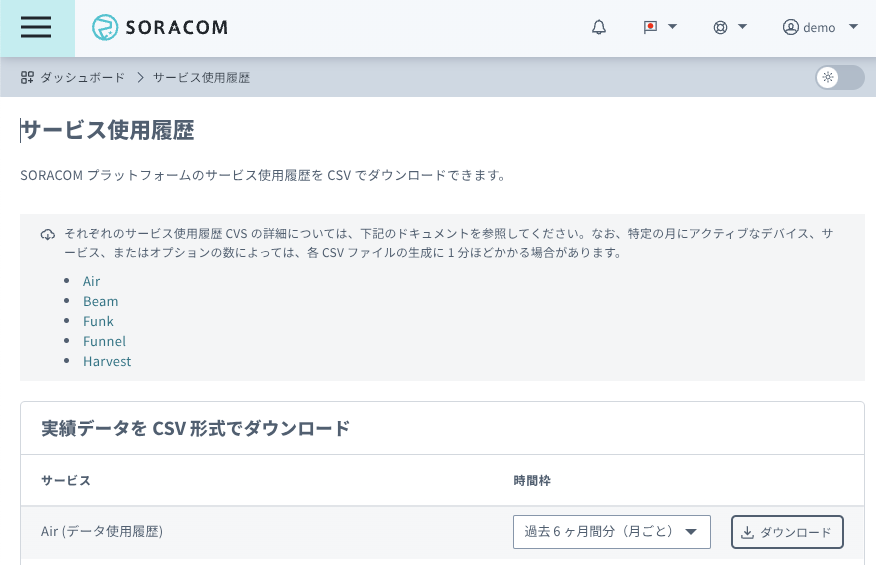 SORACOM
demo
ダッシュボード
サービス使用履歴
サービス使用履歴
SORACOM プラットフォームのサービス使用履歴を CSV でダウンロードできます。
それぞれのサービス使用履歴 CVS の詳細については、下記のドキュメントを参照してください。なお、特定の月にアクティブなデバイス、サ
ービス、またはオプションの数によっては、各 CSV ファイルの生成に 1 分ほどかかる場合があります。
Air
Beam
Funk
Funnel
Harvest
実績データを CSV 形式でダウンロード
サービス 時間枠
Air (データ使用履歴) 過去 6 ヶ月間分（月ごと） ダウンロード